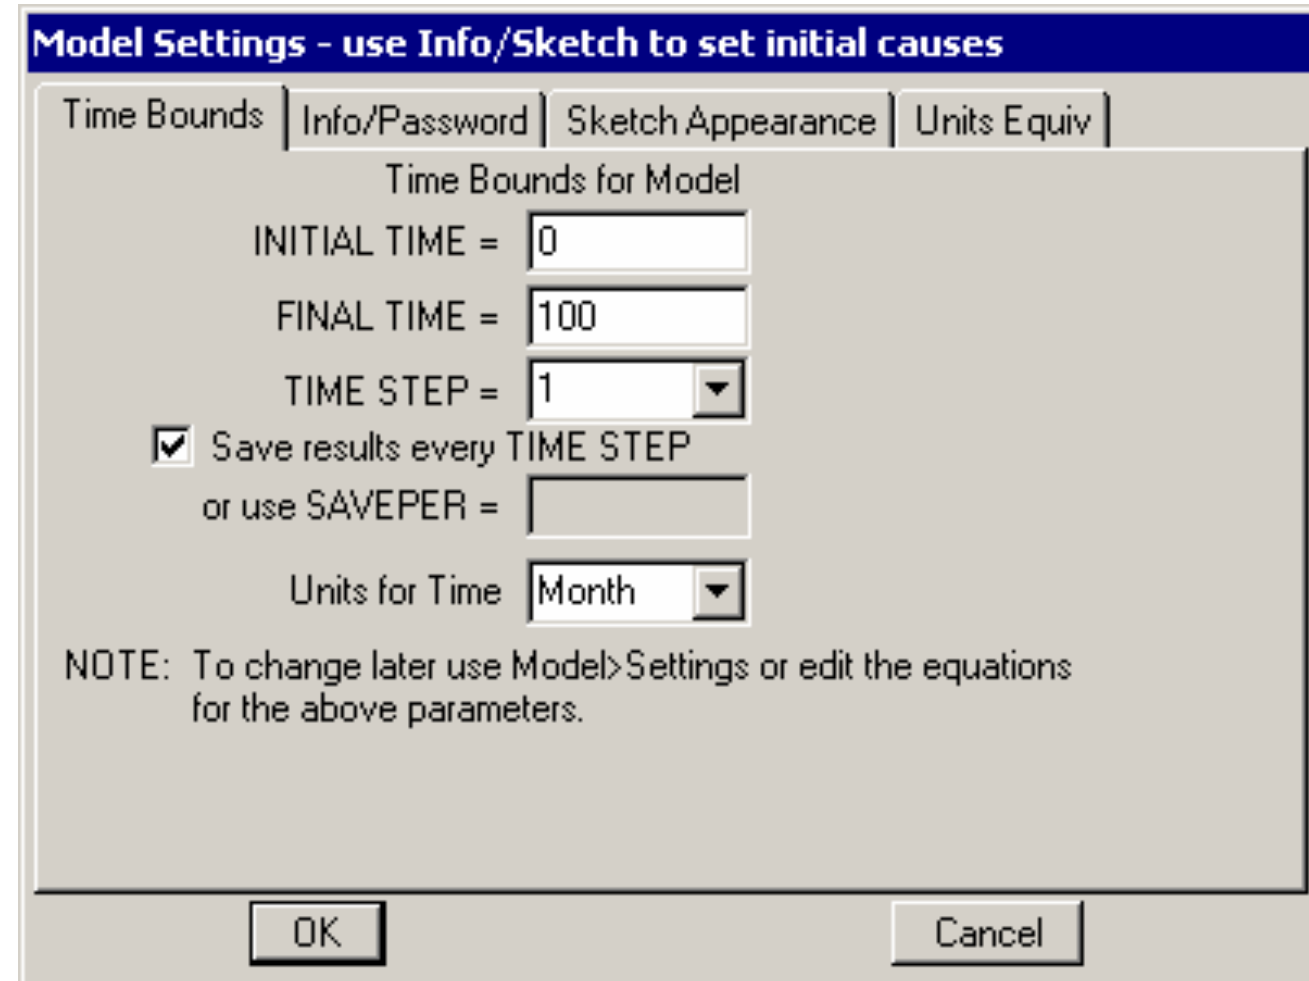 Model Settings - use Info/Sketch to set initial causes
Time Bounds Info/Password Sketch Appearance Units Equiv
Time Bounds for Model
INITIAL TIME = 0
FINAL TIME = 100
TIME STEP = 1
Save results every TIME STEP
or use SAVEPER =
Units for Time Month
NOTE: To change later use Model>Settings or edit the equations
for the above parameters.
OK Cancel